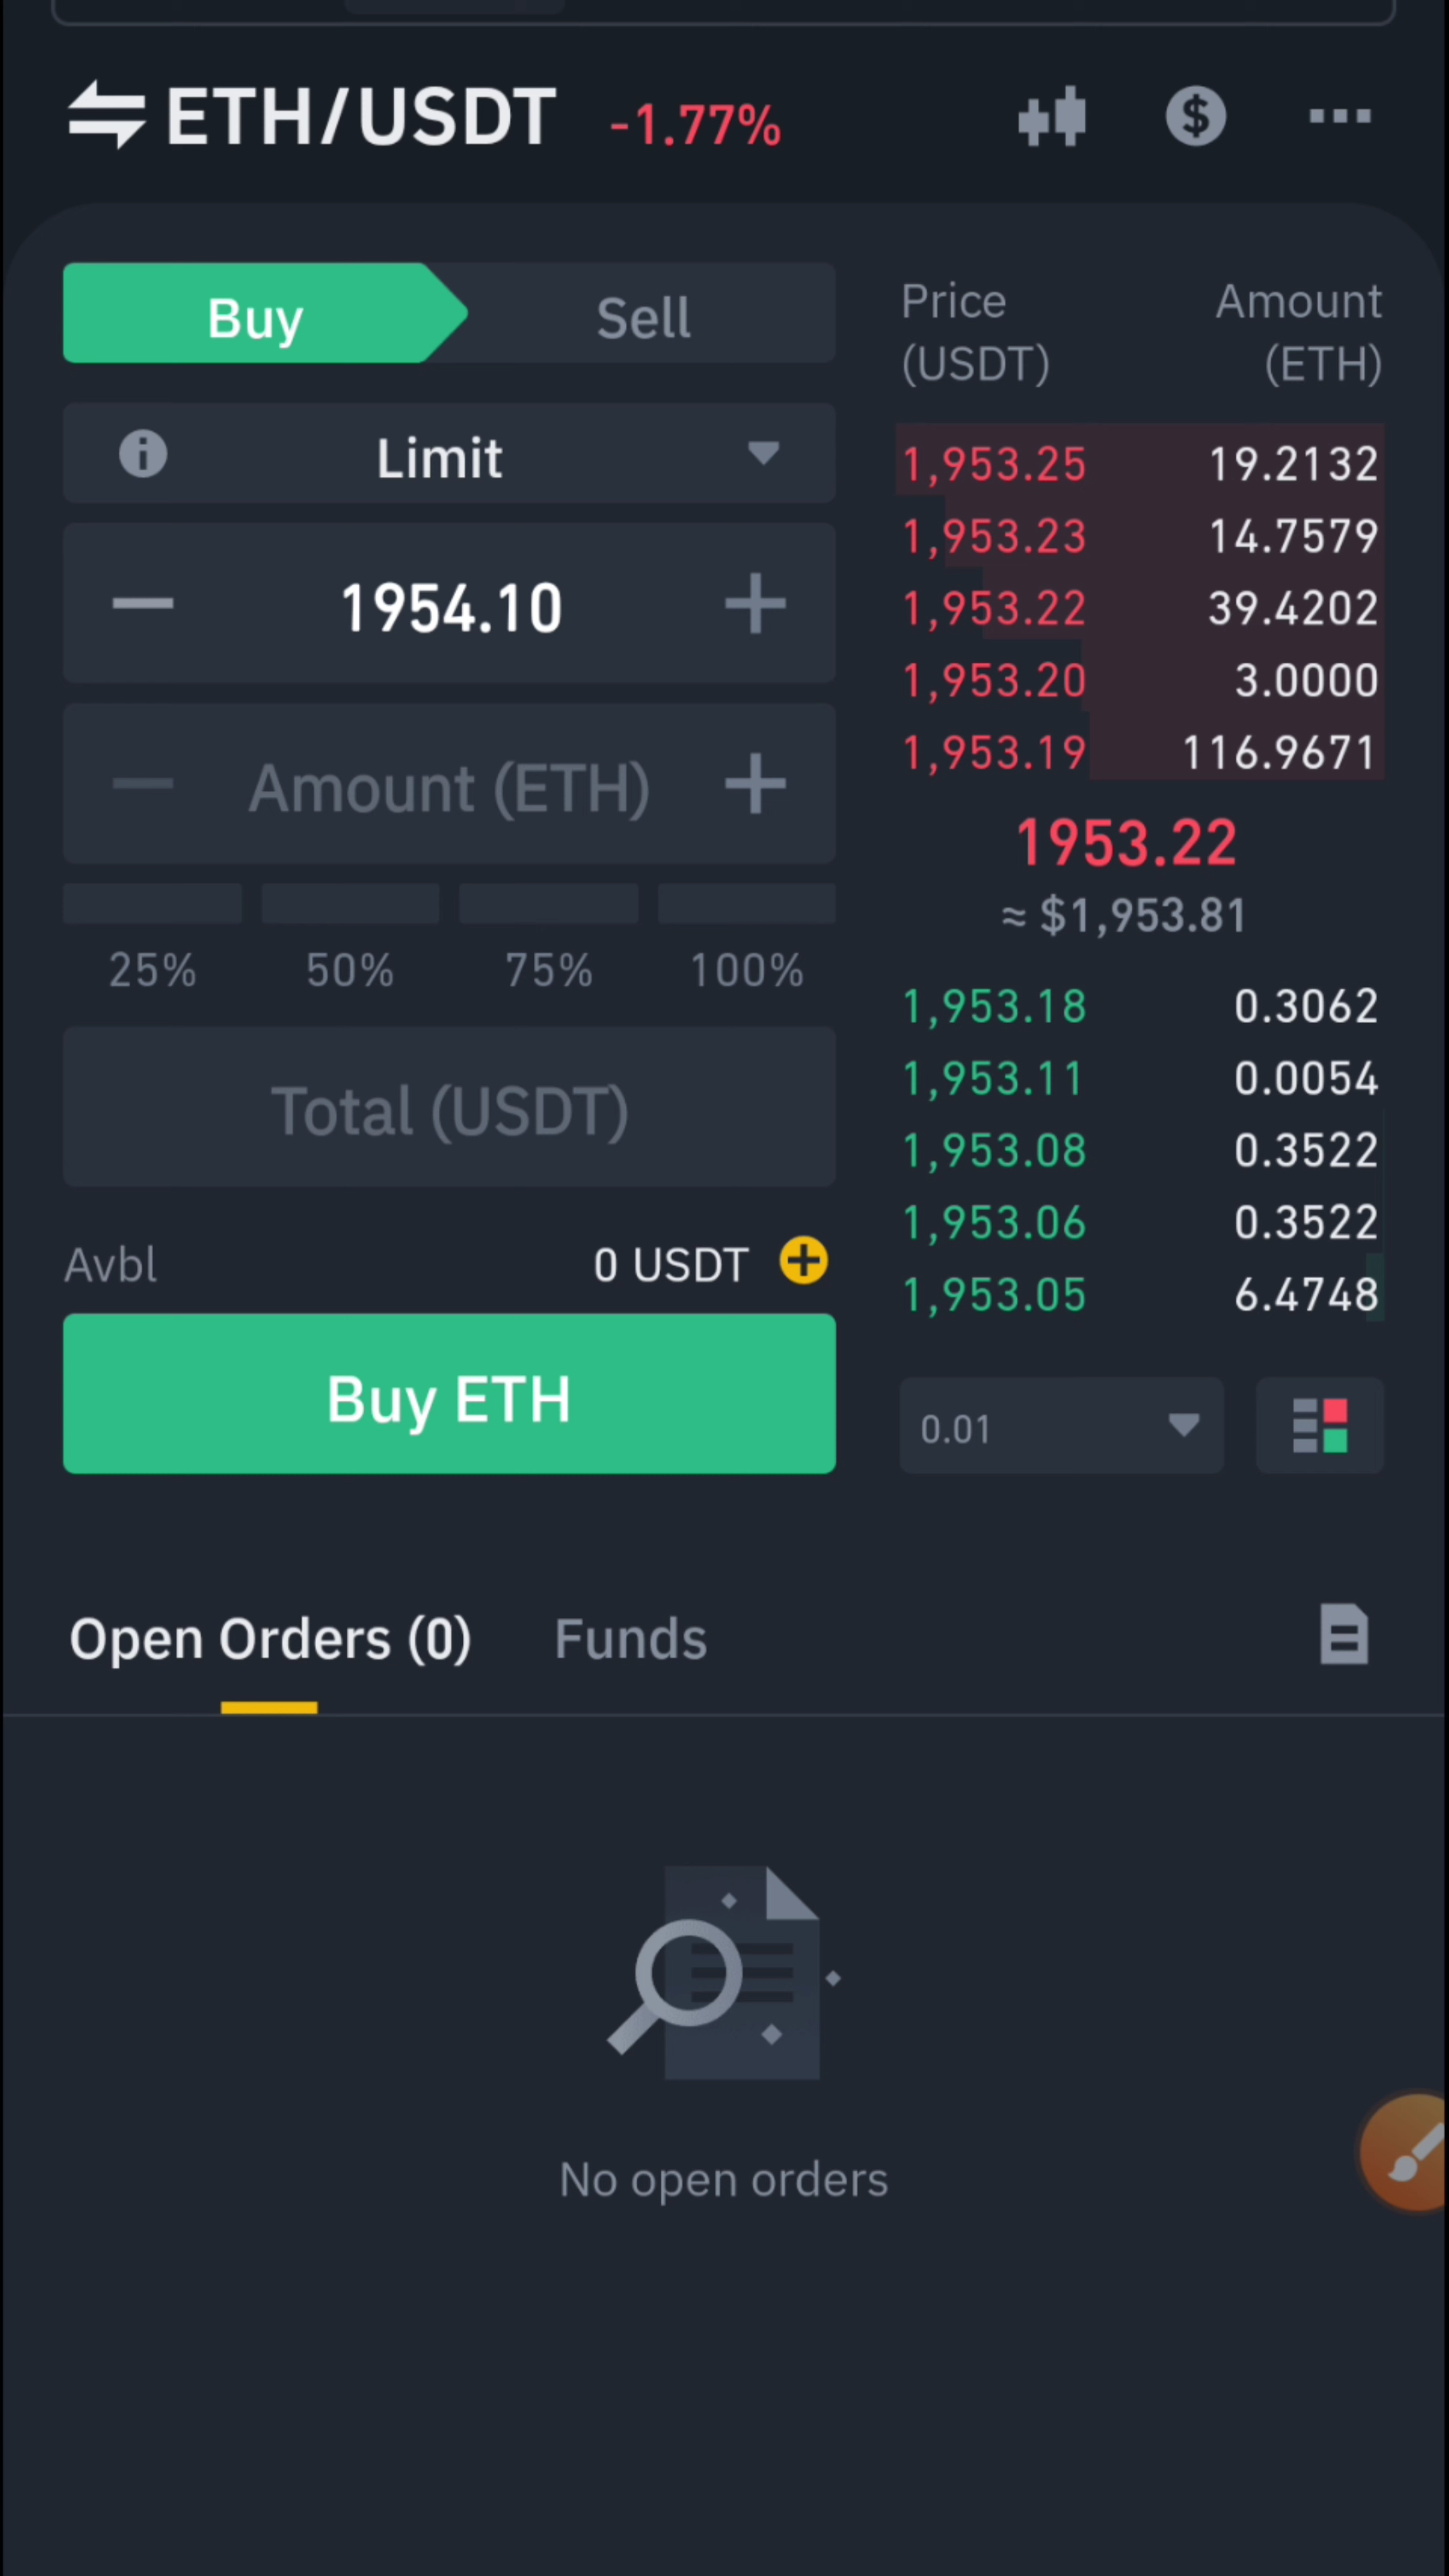 ETH/USDT -1.77%
Buy
Sell
Limit
1954.10
Amount (ETH)
25% 50% 75% 100%
Total (USDT)
Avbl 0 USDT
Buy ETH
Price Amount
(USDT) (ETH)
1,953.25 19.2132
1,953.23 14.7579
1,953.22 39.4202
1,953.20 3.0000
1,953.19 116.9671
1953.22
≈ $1,953.81
1,953.18 0.3062
1,953.11 0.0054
1,953.08 0.3522
1,953.06 0.3522
1,953.05 6.4748
0.01
Open Orders (0) Funds
No open orders